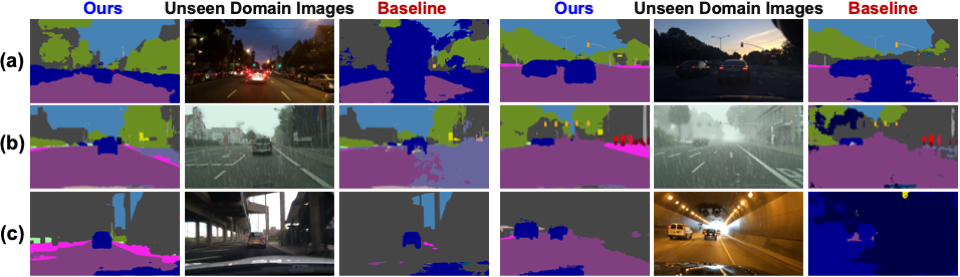 Ours Unseen Domain Images Baseline Ours Unseen Domain Images Baseline
(a)
(b)
(c)